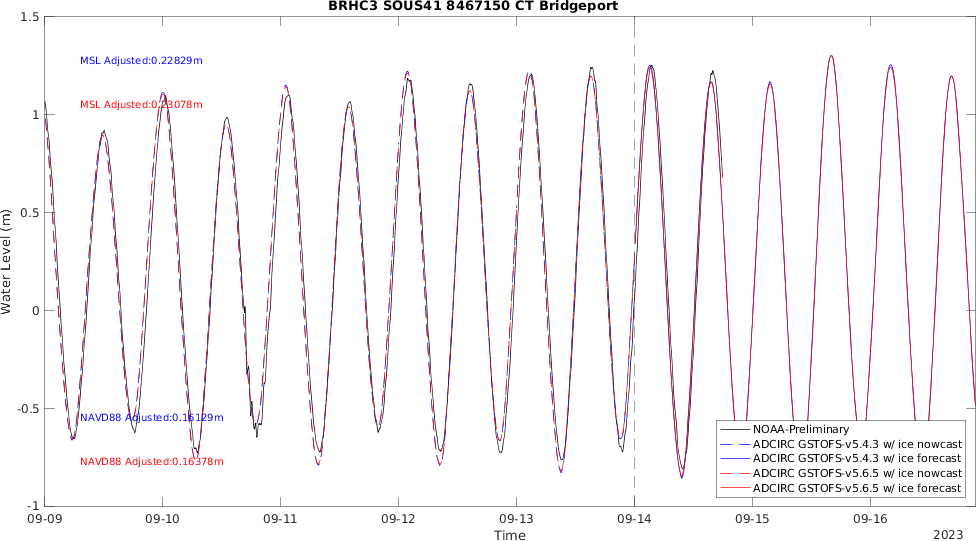 BRHC3 SOUS41 8467150 CT Bridgeport
1.5
1
0.5
0
-0.5
-1
Water Level (m)
MSL Adjusted:0.22829m
MSL Adjusted:0.23078m
NAVD88 Adjusted:0.16129m
NAVD88 Adjusted:0.16378m
NOAA-Preliminary
ADCIRC GSTOFS-v5.4.3 w/ ice nowcast
ADCIRC GSTOFS-v5.4.3 w/ ice forecast
ADCIRC GSTOFS-v5.6.5 w/ ice nowcast
ADCIRC GSTOFS-v5.6.5 w/ ice forecast
09-09 09-10 09-11 09-12 09-13 09-14 09-15 09-16
Time
2023